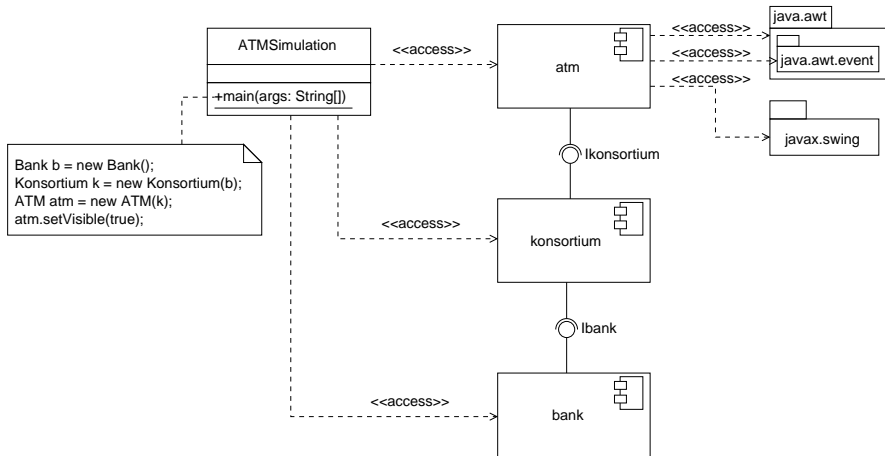 ATMSimulation
+main(args: String[])
Bank b = new Bank();
Konsortium k = new Konsortium(b);
ATM atm = new ATM(k);
atm.setVisible(true);
<<access>>
atm
<<access>>
<<access>>
<<access>>
java.awt
java.awt.event
javax.swing
Ikonsortium
<<access>>
konsortium
Ibank
<<access>>
bank